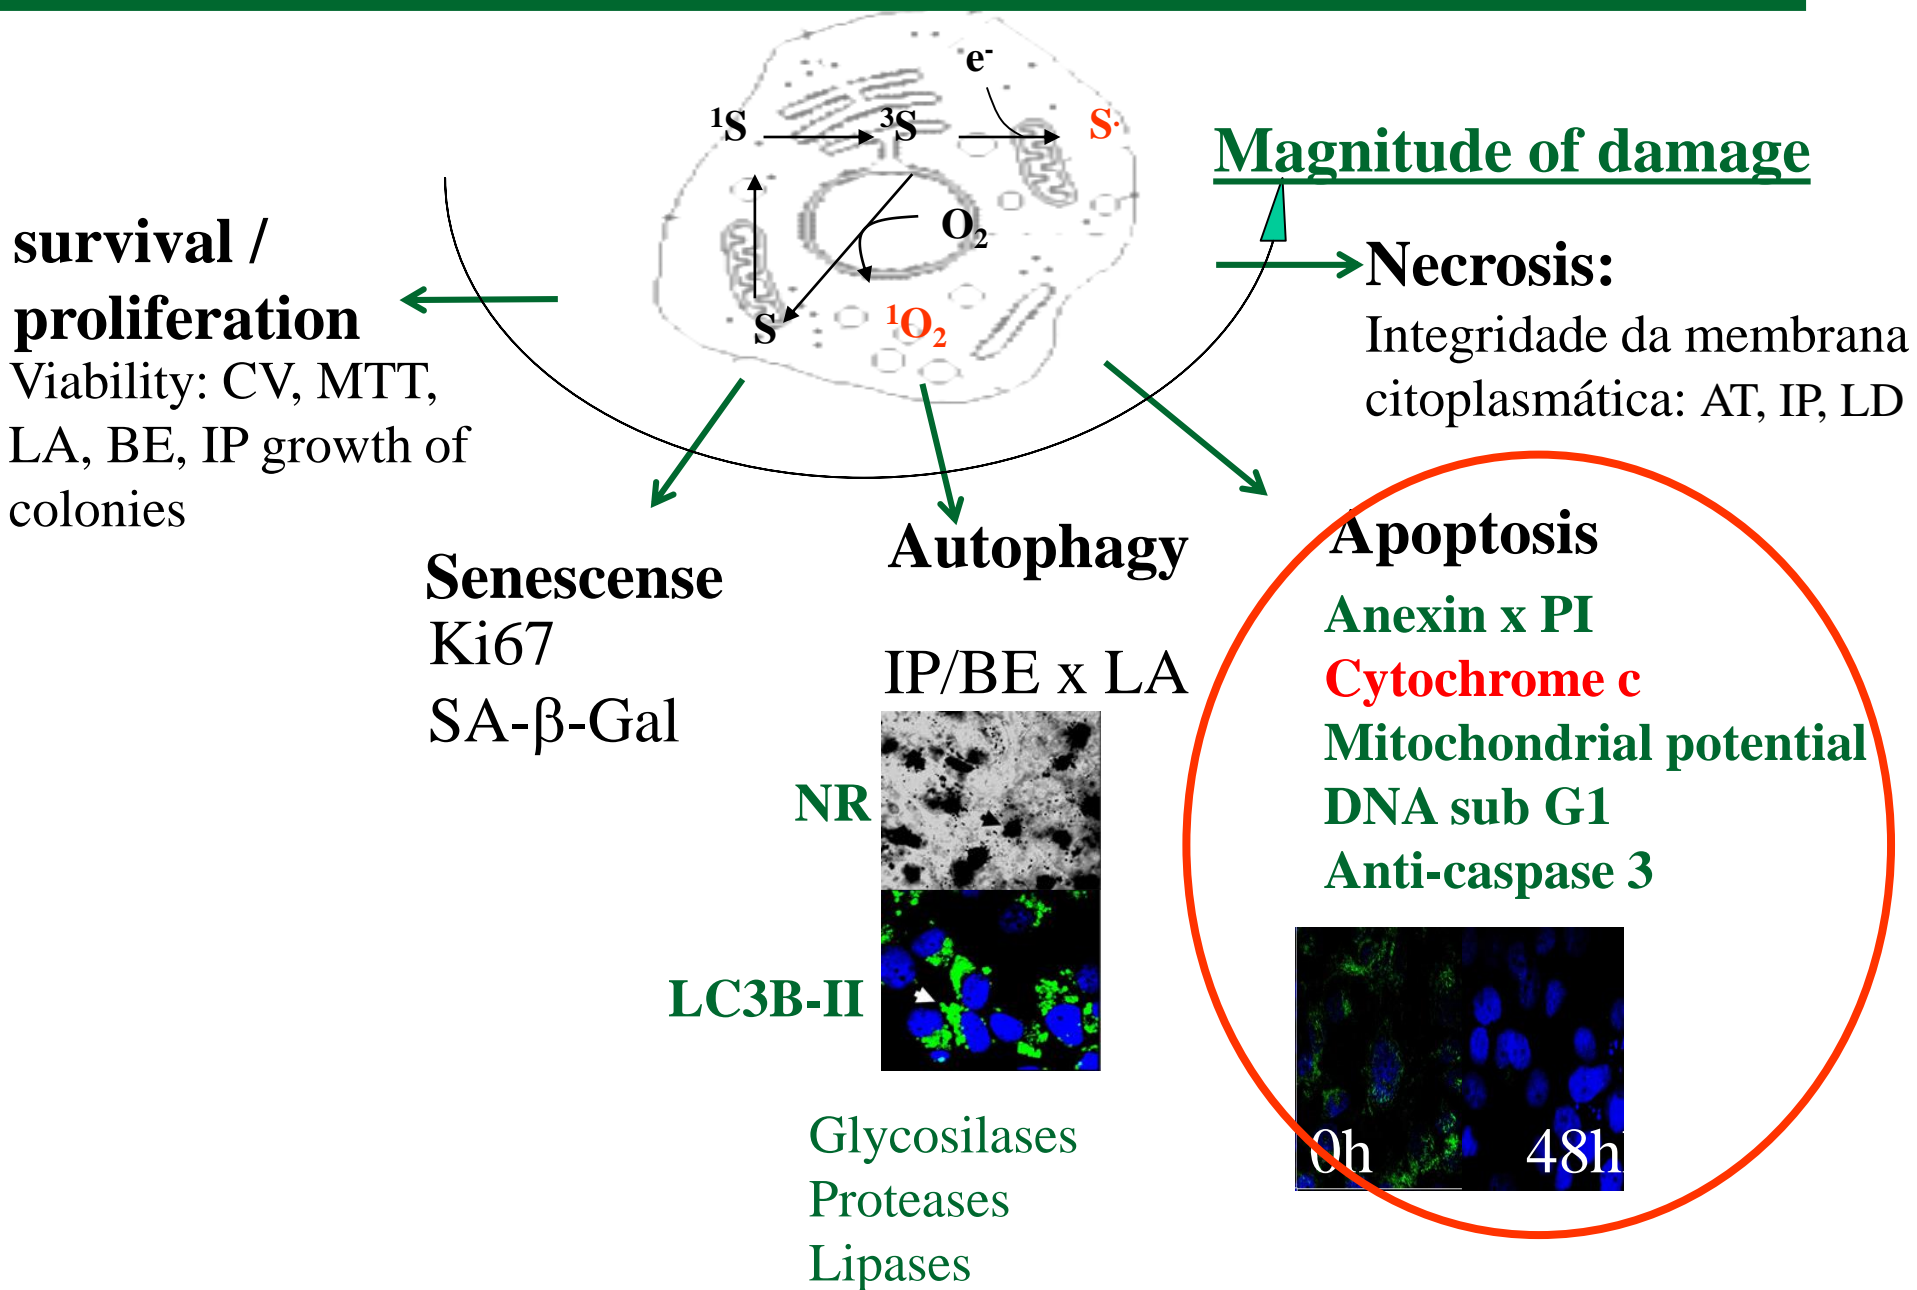 e⁻
¹S ³S S·
O₂
S ¹O₂
Magnitude of damage
survival /
proliferation
Viability: CV, MTT,
LA, BE, IP growth of
colonies
Necrosis:
Integridade da membrana
citoplasmática: AT, IP, LD
Senescense
Ki67
SA-β-Gal
Autophagy
IP/BE x LA
NR
LC3B-II
Glycosilases
Proteases
Lipases
Apoptosis
Anexin x PI
Cytochrome c
Mitochondrial potential
DNA sub G1
Anti-caspase 3
0h 48h